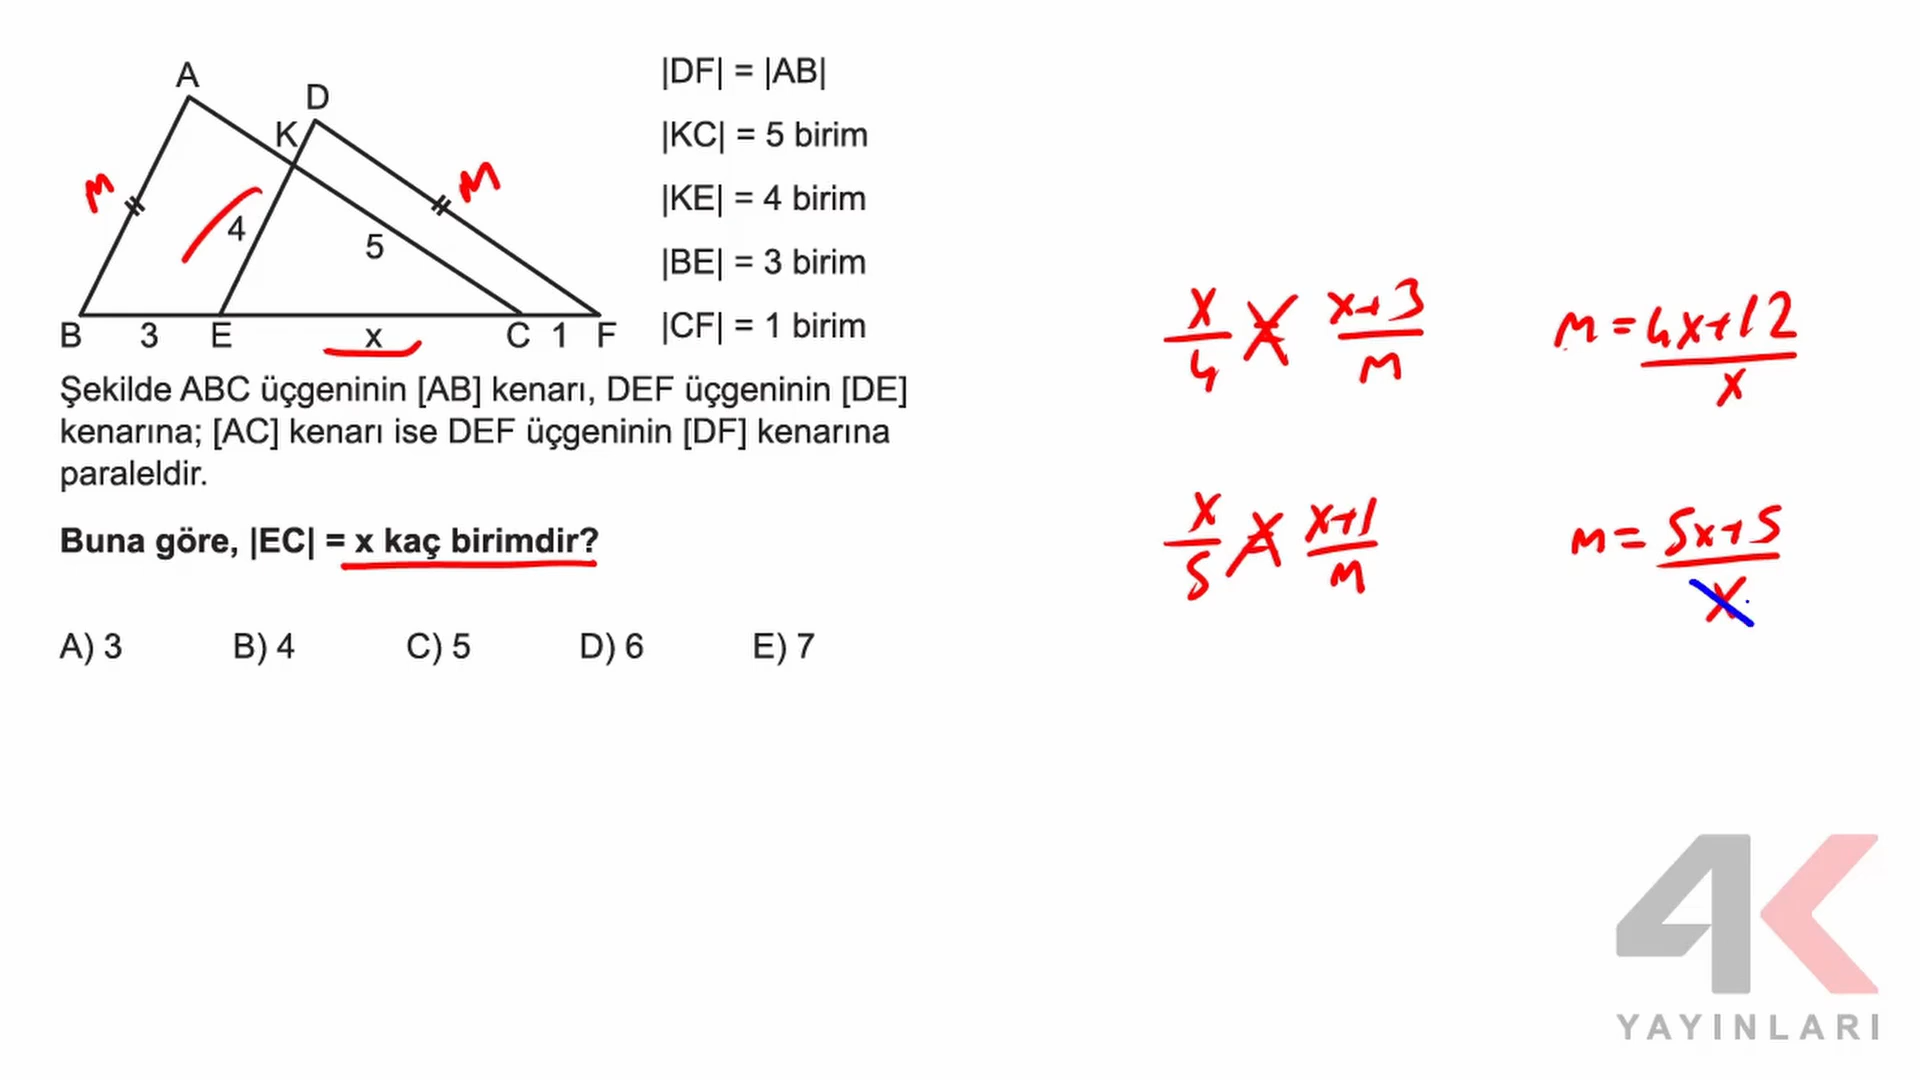 A
D
K
M
M
4
5
B 3 E x C 1 F
|DF| = |AB|
|KC| = 5 birim
|KE| = 4 birim
|BE| = 3 birim
|CF| = 1 birim
Şekilde ABC üçgeninin [AB] kenarı, DEF üçgeninin [DE]
kenarına; [AC] kenarı ise DEF üçgeninin [DF] kenarına
paraleldir.
Buna göre, |EC| = x kaç birimdir?
A) 3 B) 4 C) 5 D) 6 E) 7
x/4 = x+3/m
m = 4x+12/x
x/5 = x+1/m
m = 5x+5/x
4K
YAYINLARI